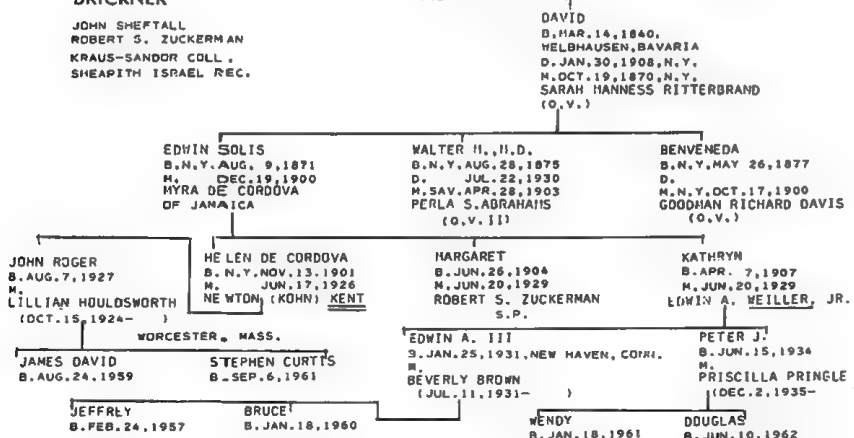 BRICKNER
JOHN SHEFTALL
ROBERT S. ZUCKERMAN
KRAUS-SANDOR COLL.
SHEARITH ISRAEL REC.
DAVID
B.MAR.14,1840.
WELBHAUSEN,BAVARIA
D.JAN.30,1908,N.Y.
M.OCT.19,1870,N.Y.
SARAH MANNESS RITTERBRAND
(O.V.)
EDWIN SOLIS
B.N.Y.AUG. 9,1871
M. DEC.19,1900
MYRA DE CORDOVA
OF JAMAICA
WALTER M.,M.D.
B.N.Y.AUG.28,1875
D. JUL.22,1930
M.SAV.APR.28,1903
PERLA S.ABRAHAMS
(O.V.II)
BENVENEDA
B.N.Y.MAY 26,1877
D.
M.N.Y.OCT.17,1900
GOODMAN RICHARD DAVIS
(O.V.)
JOHN ROGER
B.AUG.7,1927
M.
LILLIAN HOULDSWORTH
(OCT.15,1924- )
HELEN DE CORDOVA
B. N.Y.NOV.13.1901
M. JUN.17,1926
NEWTON (KOHN) KENT
MARGARET
B.JUN.26,1904
M.JUN.20,1929
ROBERT S. ZUCKERMAN
S.P.
KATHRYN
B.APR. 7,1907
M.JUN.20,1929
EDWIN A. WEILLER, JR.
WORCESTER, MASS.
JAMES DAVID
B.AUG.24,1959
STEPHEN CURTIS
B.SEP.6,1961
EDWIN A. III
B.JAN.25,1931,NEW HAVEN, CONN.
M.
BEVERLY BROWN
(JUL.11,1931- )
PETER J.
B.JUN.15,1934
M.
PRISCILLA PRINGLE
(DEC.2,1935-
JEFFREY
B.FEB.24,1957
BRUCE
B.JAN.18,1960
WENDY
B.JAN.18,1961
DOUGLAS
B.JUN.10,1962